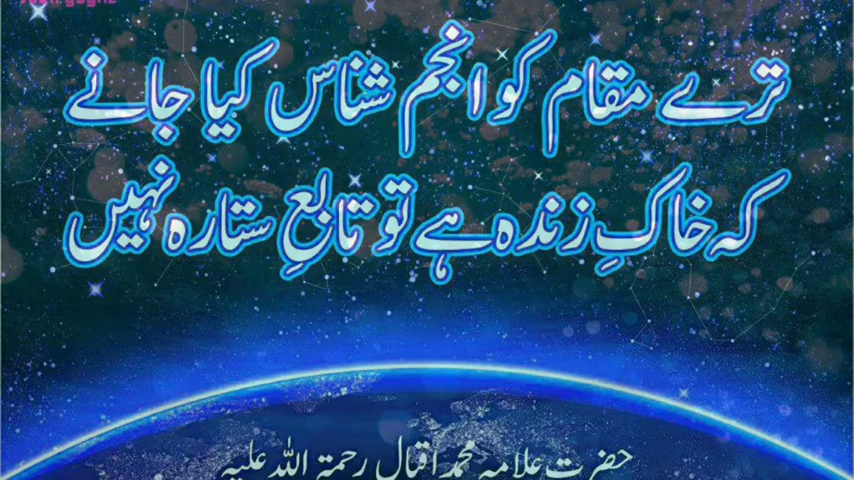 ترے مقام کو انجم شناس کیا جانے
کہ خاکِ زندہ ہے تو تابعِ ستارہ نہیں
حضرت علامہ محمد اقبال رحمۃ اللہ علیہ